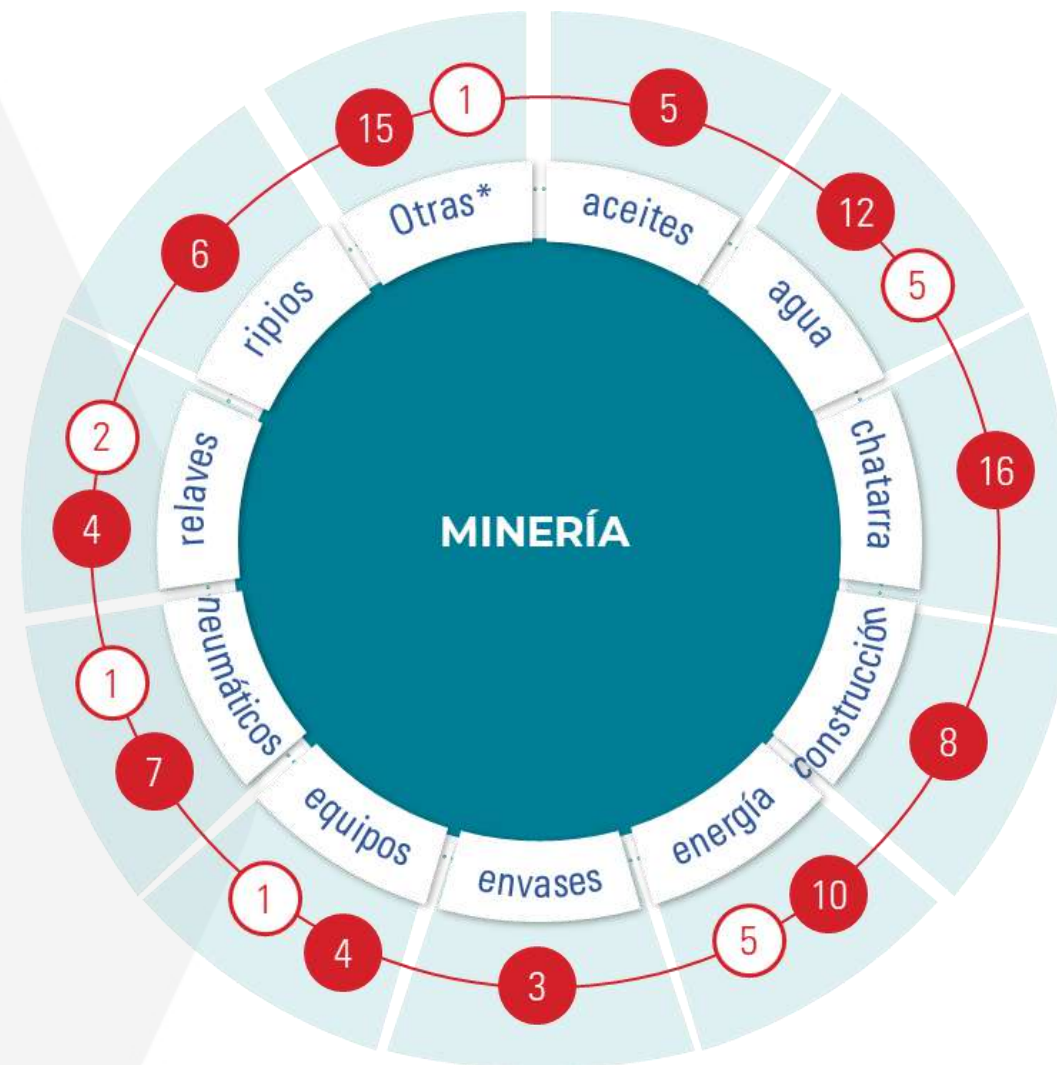 MINERÍA
aceites
5
agua
12
5
chatarra
16
construcción
8
energía
10
5
envases
3
equipos
4
1
neumáticos
7
1
relaves
4
2
ripios
6
Otras*
15
1